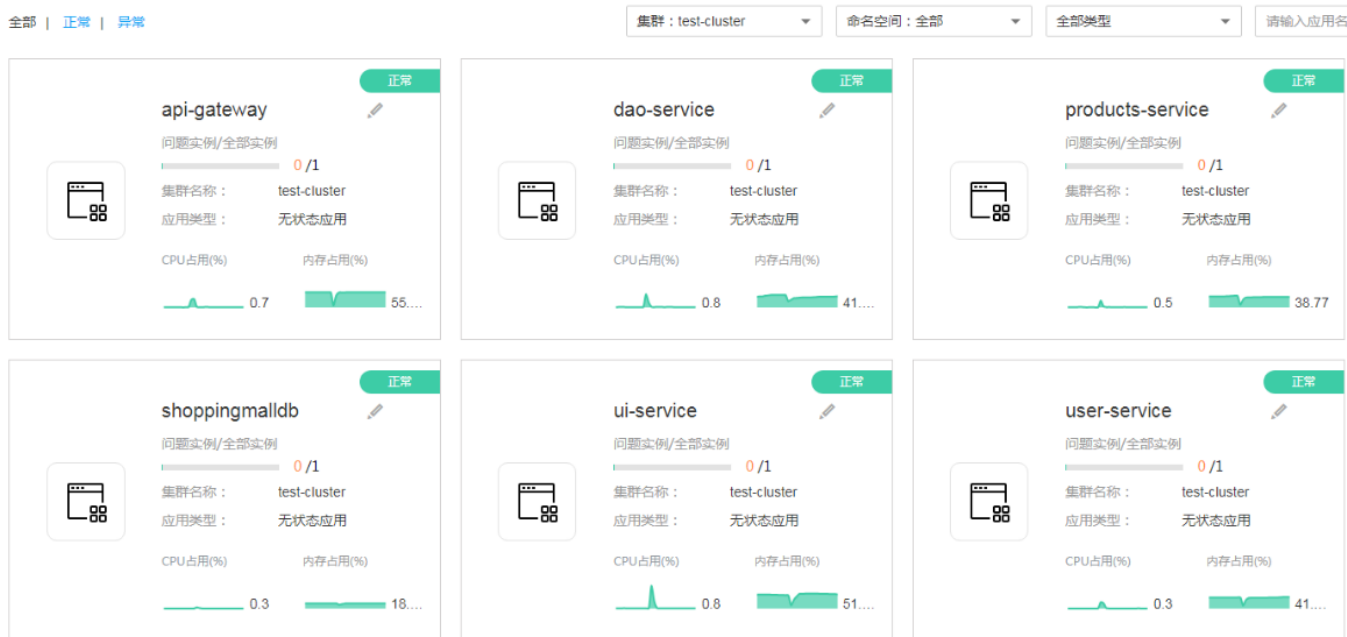 全部 | 正常 | 异常 集群：test-cluster 命名空间：全部 全部类型 请输入应用名
正常 正常 正常
api-gateway dao-service products-service
问题实例/全部实例 问题实例/全部实例 问题实例/全部实例
0 /1 0 /1 0 /1
集群名称： test-cluster 集群名称： test-cluster 集群名称： test-cluster
应用类型： 无状态应用 应用类型： 无状态应用 应用类型： 无状态应用
CPU占用(%) 内存占用(%) CPU占用(%) 内存占用(%) CPU占用(%) 内存占用(%)
0.7 55.... 0.8 41.... 0.5 38.77
正常 正常 正常
shoppingmalldb ui-service user-service
问题实例/全部实例 问题实例/全部实例 问题实例/全部实例
0 /1 0 /1 0 /1
集群名称： test-cluster 集群名称： test-cluster 集群名称： test-cluster
应用类型： 无状态应用 应用类型： 无状态应用 应用类型： 无状态应用
CPU占用(%) 内存占用(%) CPU占用(%) 内存占用(%) CPU占用(%) 内存占用(%)
0.3 18.... 0.8 51.... 0.3 41....